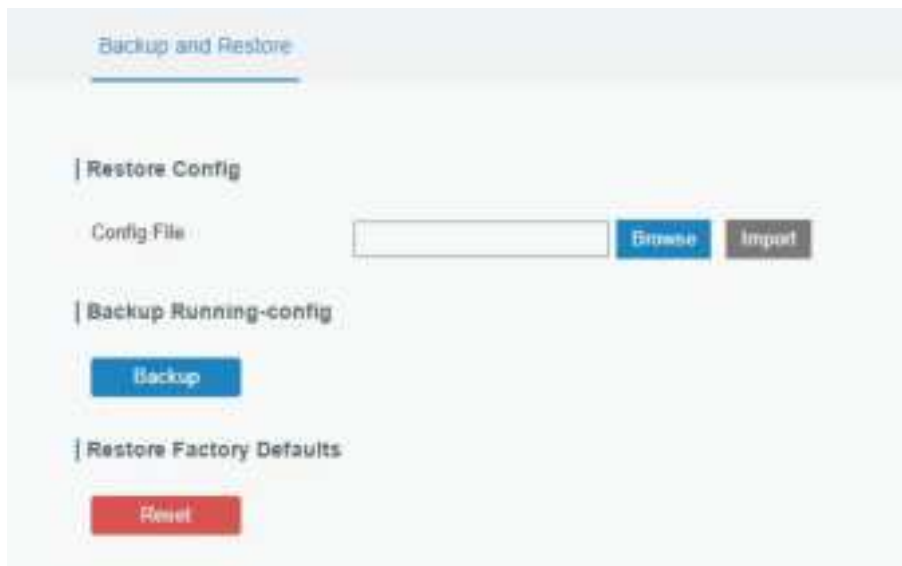 Backup and Restore
Restore Config
Config File
Browse Import
Backup Running-config
Backup
Restore Factory Defaults
Reset